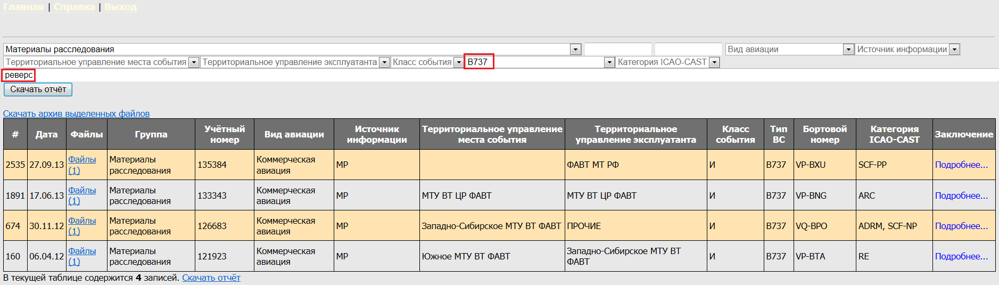 Главная | Справка | Выход
Материалы расследования Вид авиации Источник информации
Территориальное управление места события Территориальное управление эксплуатанта Класс события B737 Категория ICAO-CAST
реверс
Скачать отчёт
Скачать архив выделенных файлов
# Дата Файлы Группа Учётный номер Вид авиации Источник информации Территориальное управление места события Территориальное управление эксплуатанта Класс события Тип ВС Бортовой номер Категория ICAO-CAST Заключение
2535 27.09.13 Файлы (1) Материалы расследования 135384 Коммерческая авиация МР ФАВТ МТ РФ И B737 VP-BXU SCF-PP Подробнее...
1891 17.06.13 Файлы (1) Материалы расследования 133343 Коммерческая авиация МР МТУ ВТ ЦР ФАВТ МТУ ВТ ЦР ФАВТ И B737 VP-BNG ARC Подробнее...
674 30.11.12 Файлы (1) Материалы расследования 126683 Коммерческая авиация МР Западно-Сибирское МТУ ВТ ФАВТ ПРОЧИЕ И B737 VQ-BPO ADRM, SCF-NP Подробнее...
160 06.04.12 Файлы (1) Материалы расследования 121923 Коммерческая авиация МР Южное МТУ ВТ ФАВТ Западно-Сибирское МТУ ВТ ФАВТ И B737 VP-BTA RE Подробнее...
В текущей таблице содержится 4 записей. Скачать отчёт